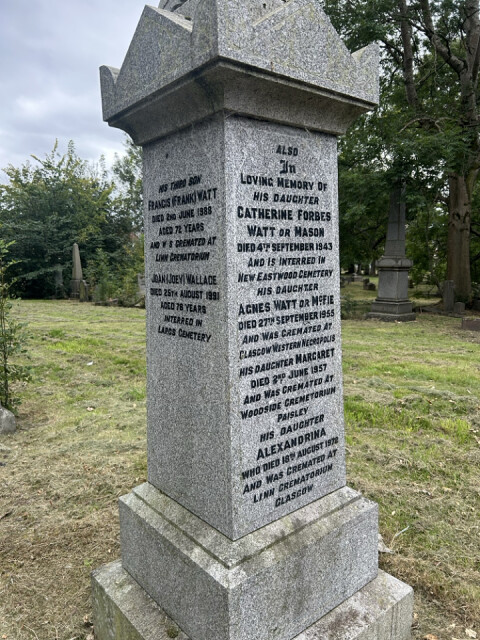 HIS THIRD SON
FRANCIS (FRANK) WATT
DIED 2ND JUNE 1988
AGED 72 YEARS
AND WAS CREMATED AT
LINN CREMATORIUM
JOAN (JOEY) WALLACE
DIED 25TH AUGUST 1991
AGED 76 YEARS
INTERRED IN
LARGS CEMETERY
ALSO
In
LOVING MEMORY OF
HIS DAUGHTER
CATHERINE FORBES
WATT OR MASON
DIED 4TH SEPTEMBER 1943
AND IS INTERRED IN
NEW EASTWOOD CEMETERY
HIS DAUGHTER
AGNES WATT OR MCFIE
DIED 27TH SEPTEMBER 1955
AND WAS CREMATED AT
GLASGOW WESTERN NECROPOLIS
HIS DAUGHTER MARGARET
DIED 2ND JUNE 1957
AND WAS CREMATED AT
WOODSIDE CREMETORIUM
PAISLEY
HIS DAUGHTER
ALEXANDRINA
WHO DIED 18TH AUGUST 1970
AND WAS CREMATED AT
LINN CREMATORIUM
GLASGOW